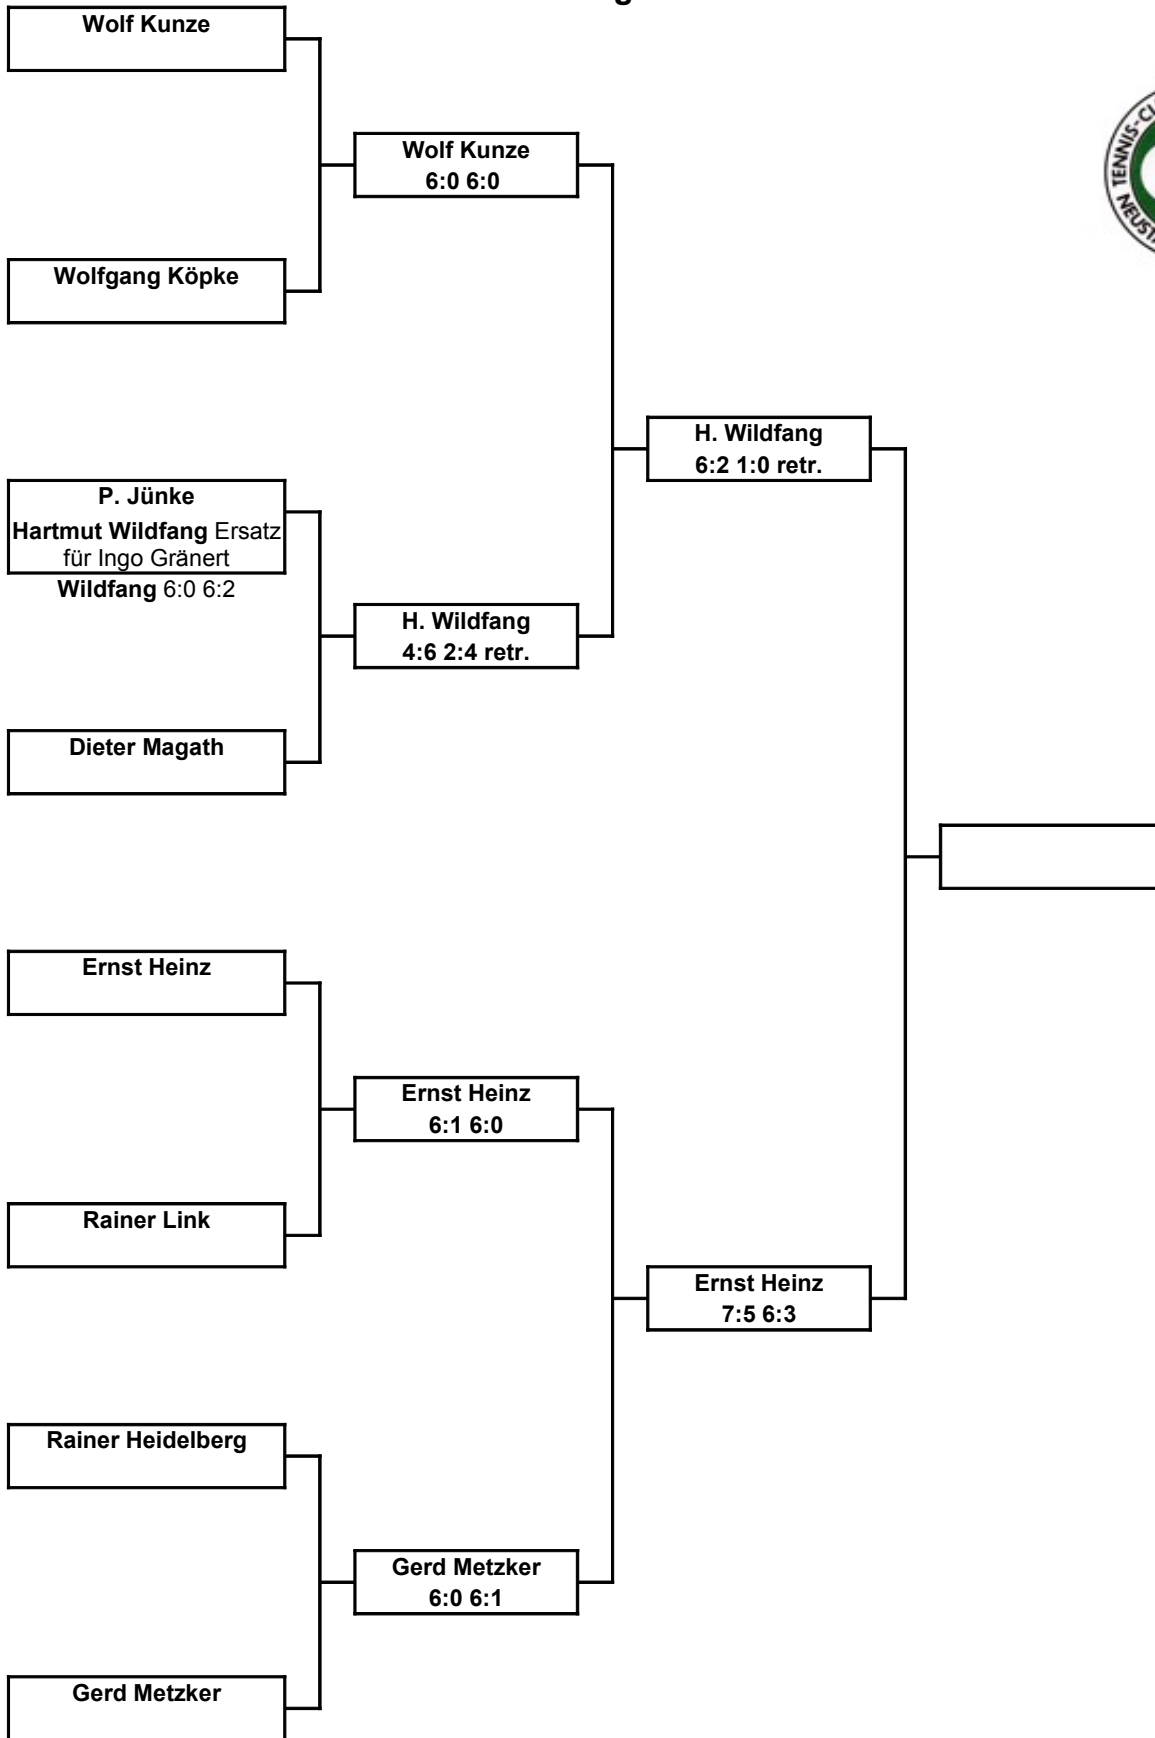 Wolf Kunze
Wolf Kunze
6:0 6:0
Wolfgang Köpke
H. Wildfang
6:2 1:0 retr.
P. Jünke
Hartmut Wildfang Ersatz
für Ingo Gränert
Wildfang 6:0 6:2
H. Wildfang
4:6 2:4 retr.
Dieter Magath
Ernst Heinz
Ernst Heinz
6:1 6:0
Rainer Link
Ernst Heinz
7:5 6:3
Rainer Heidelberg
Gerd Metzker
6:0 6:1
Gerd Metzker
TENNIS-CL
NEUSTA